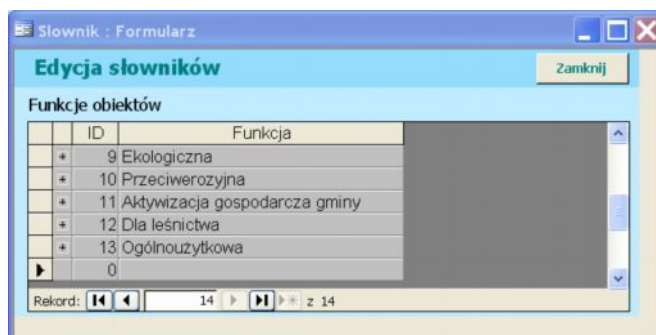 Slownik : Formularz
Edycja słowników
Zamknij
Funkcje obiektów
ID Funkcja
+ 9 Ekologiczna
+ 10 Przeciwerozyjna
+ 11 Aktywizacja gospodarcza gminy
+ 12 Dla leśnictwa
+ 13 Ogólnoużytkowa
0
Rekord: 14 z 14